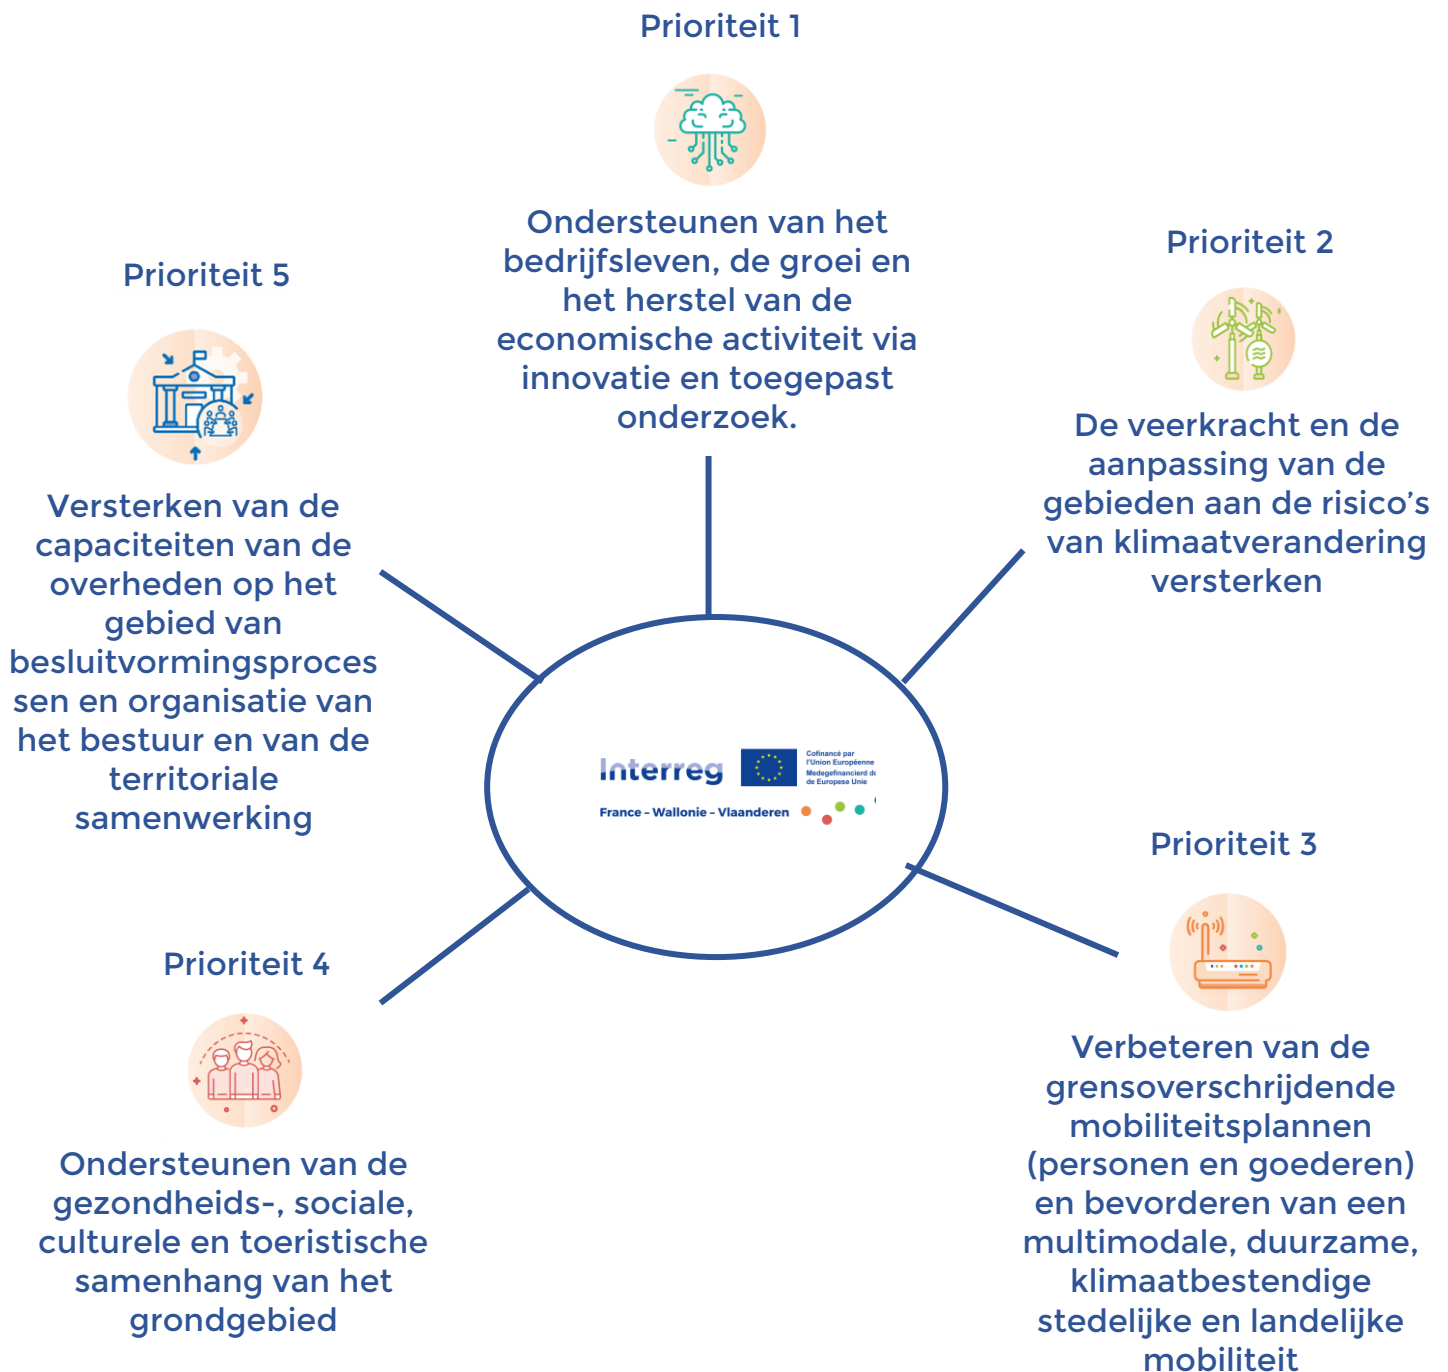 Prioriteit 1
Ondersteunen van het
bedrijfsleven, de groei en
het herstel van de
economische activiteit via
innovatie en toegepast
onderzoek.
Prioriteit 2
De veerkracht en de
aanpassing van de
gebieden aan de risico’s
van klimaatverandering
versterken
Prioriteit 5
Versterken van de
capaciteiten van de
overheden op het
gebied van
besluitvormingsproces
sen en organisatie van
het bestuur en van de
territoriale
samenwerking
Interreg
Cofinancé par
l'Union Européenne
Medegefinancierd do
de Europese Unie
France – Wallonie – Vlaanderen
Prioriteit 3
Verbeteren van de
grensoverschrijdende
mobiliteitsplannen
(personen en goederen)
en bevorderen van een
multimodale, duurzame,
klimaatbestendige
stedelijke en landelijke
mobiliteit
Prioriteit 4
Ondersteunen van de
gezondheids-, sociale,
culturele en toeristische
samenhang van het
grondgebied